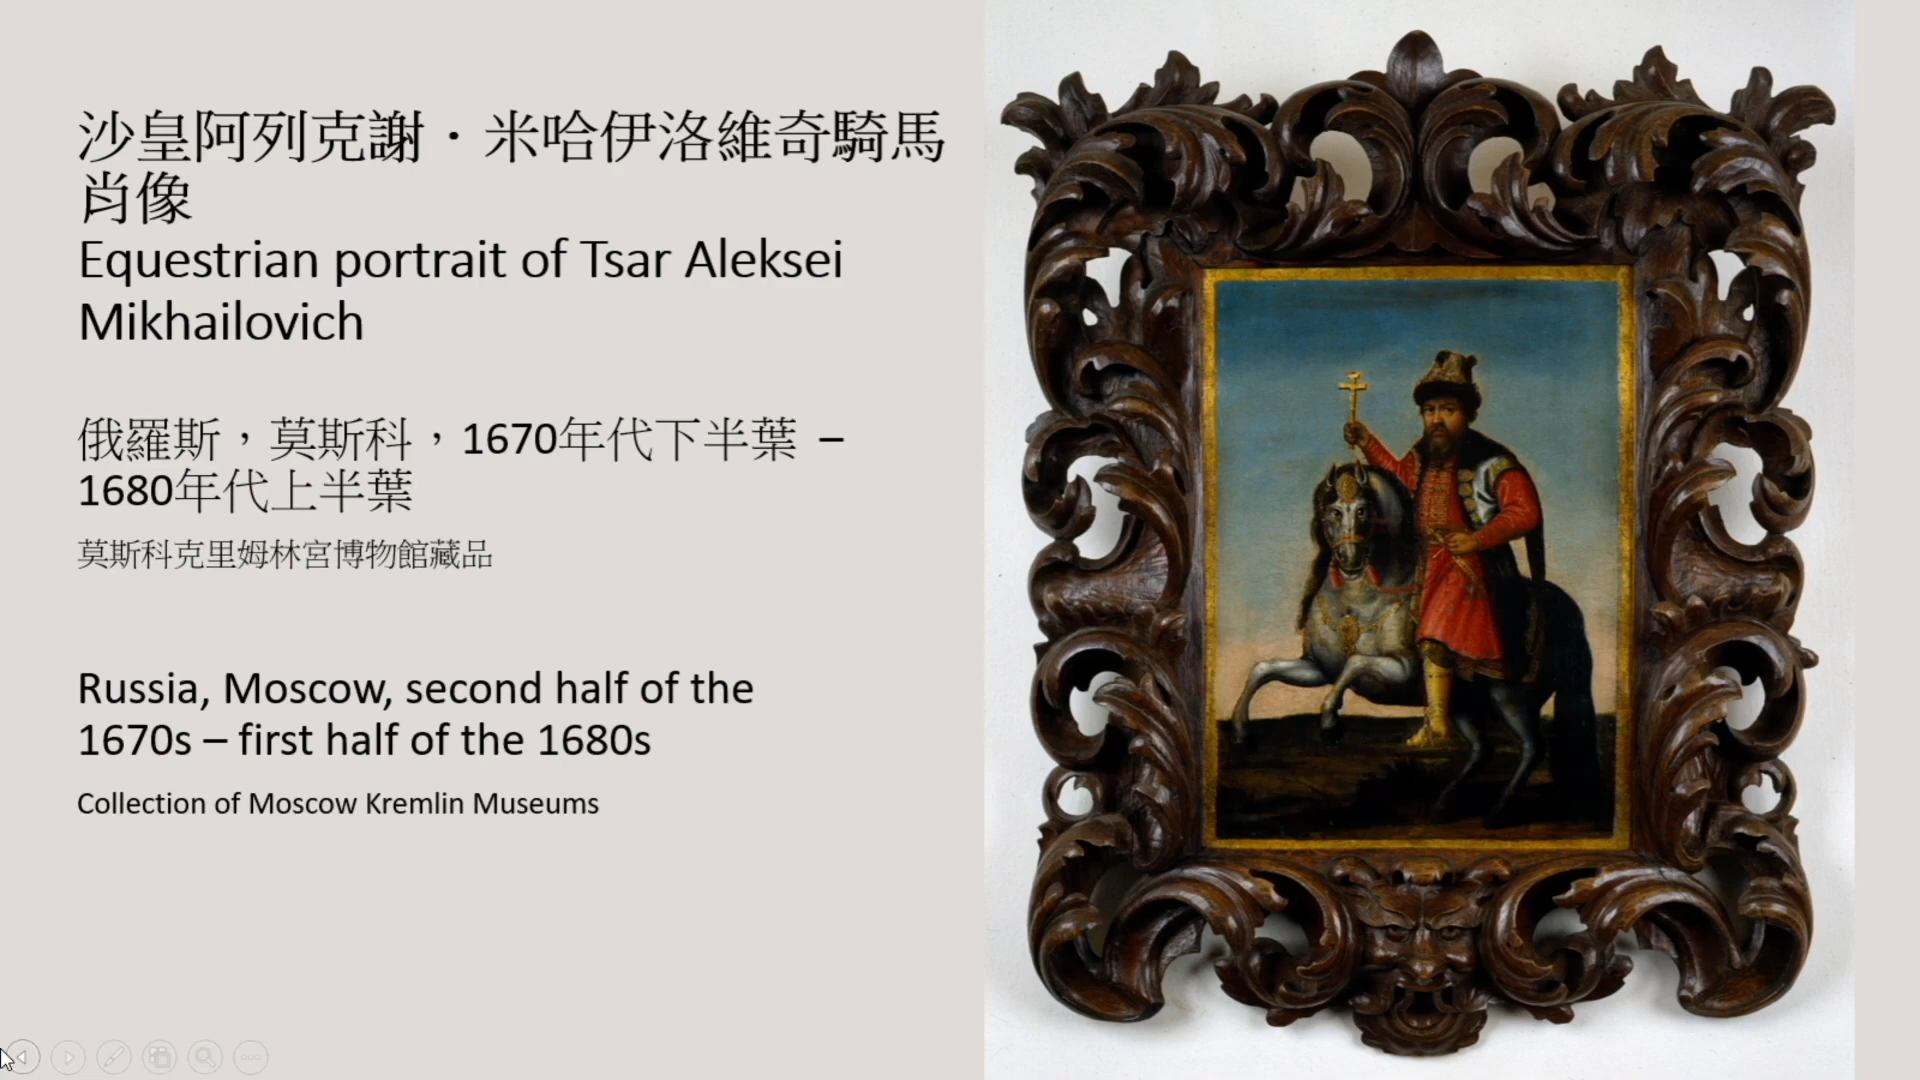 沙皇阿列克謝・米哈伊洛維奇騎馬
肖像
Equestrian portrait of Tsar Aleksei
Mikhailovich
俄羅斯，莫斯科，1670年代下半葉 –
1680年代上半葉
莫斯科克里姆林宮博物館藏品
Russia, Moscow, second half of the
1670s – first half of the 1680s
Collection of Moscow Kremlin Museums